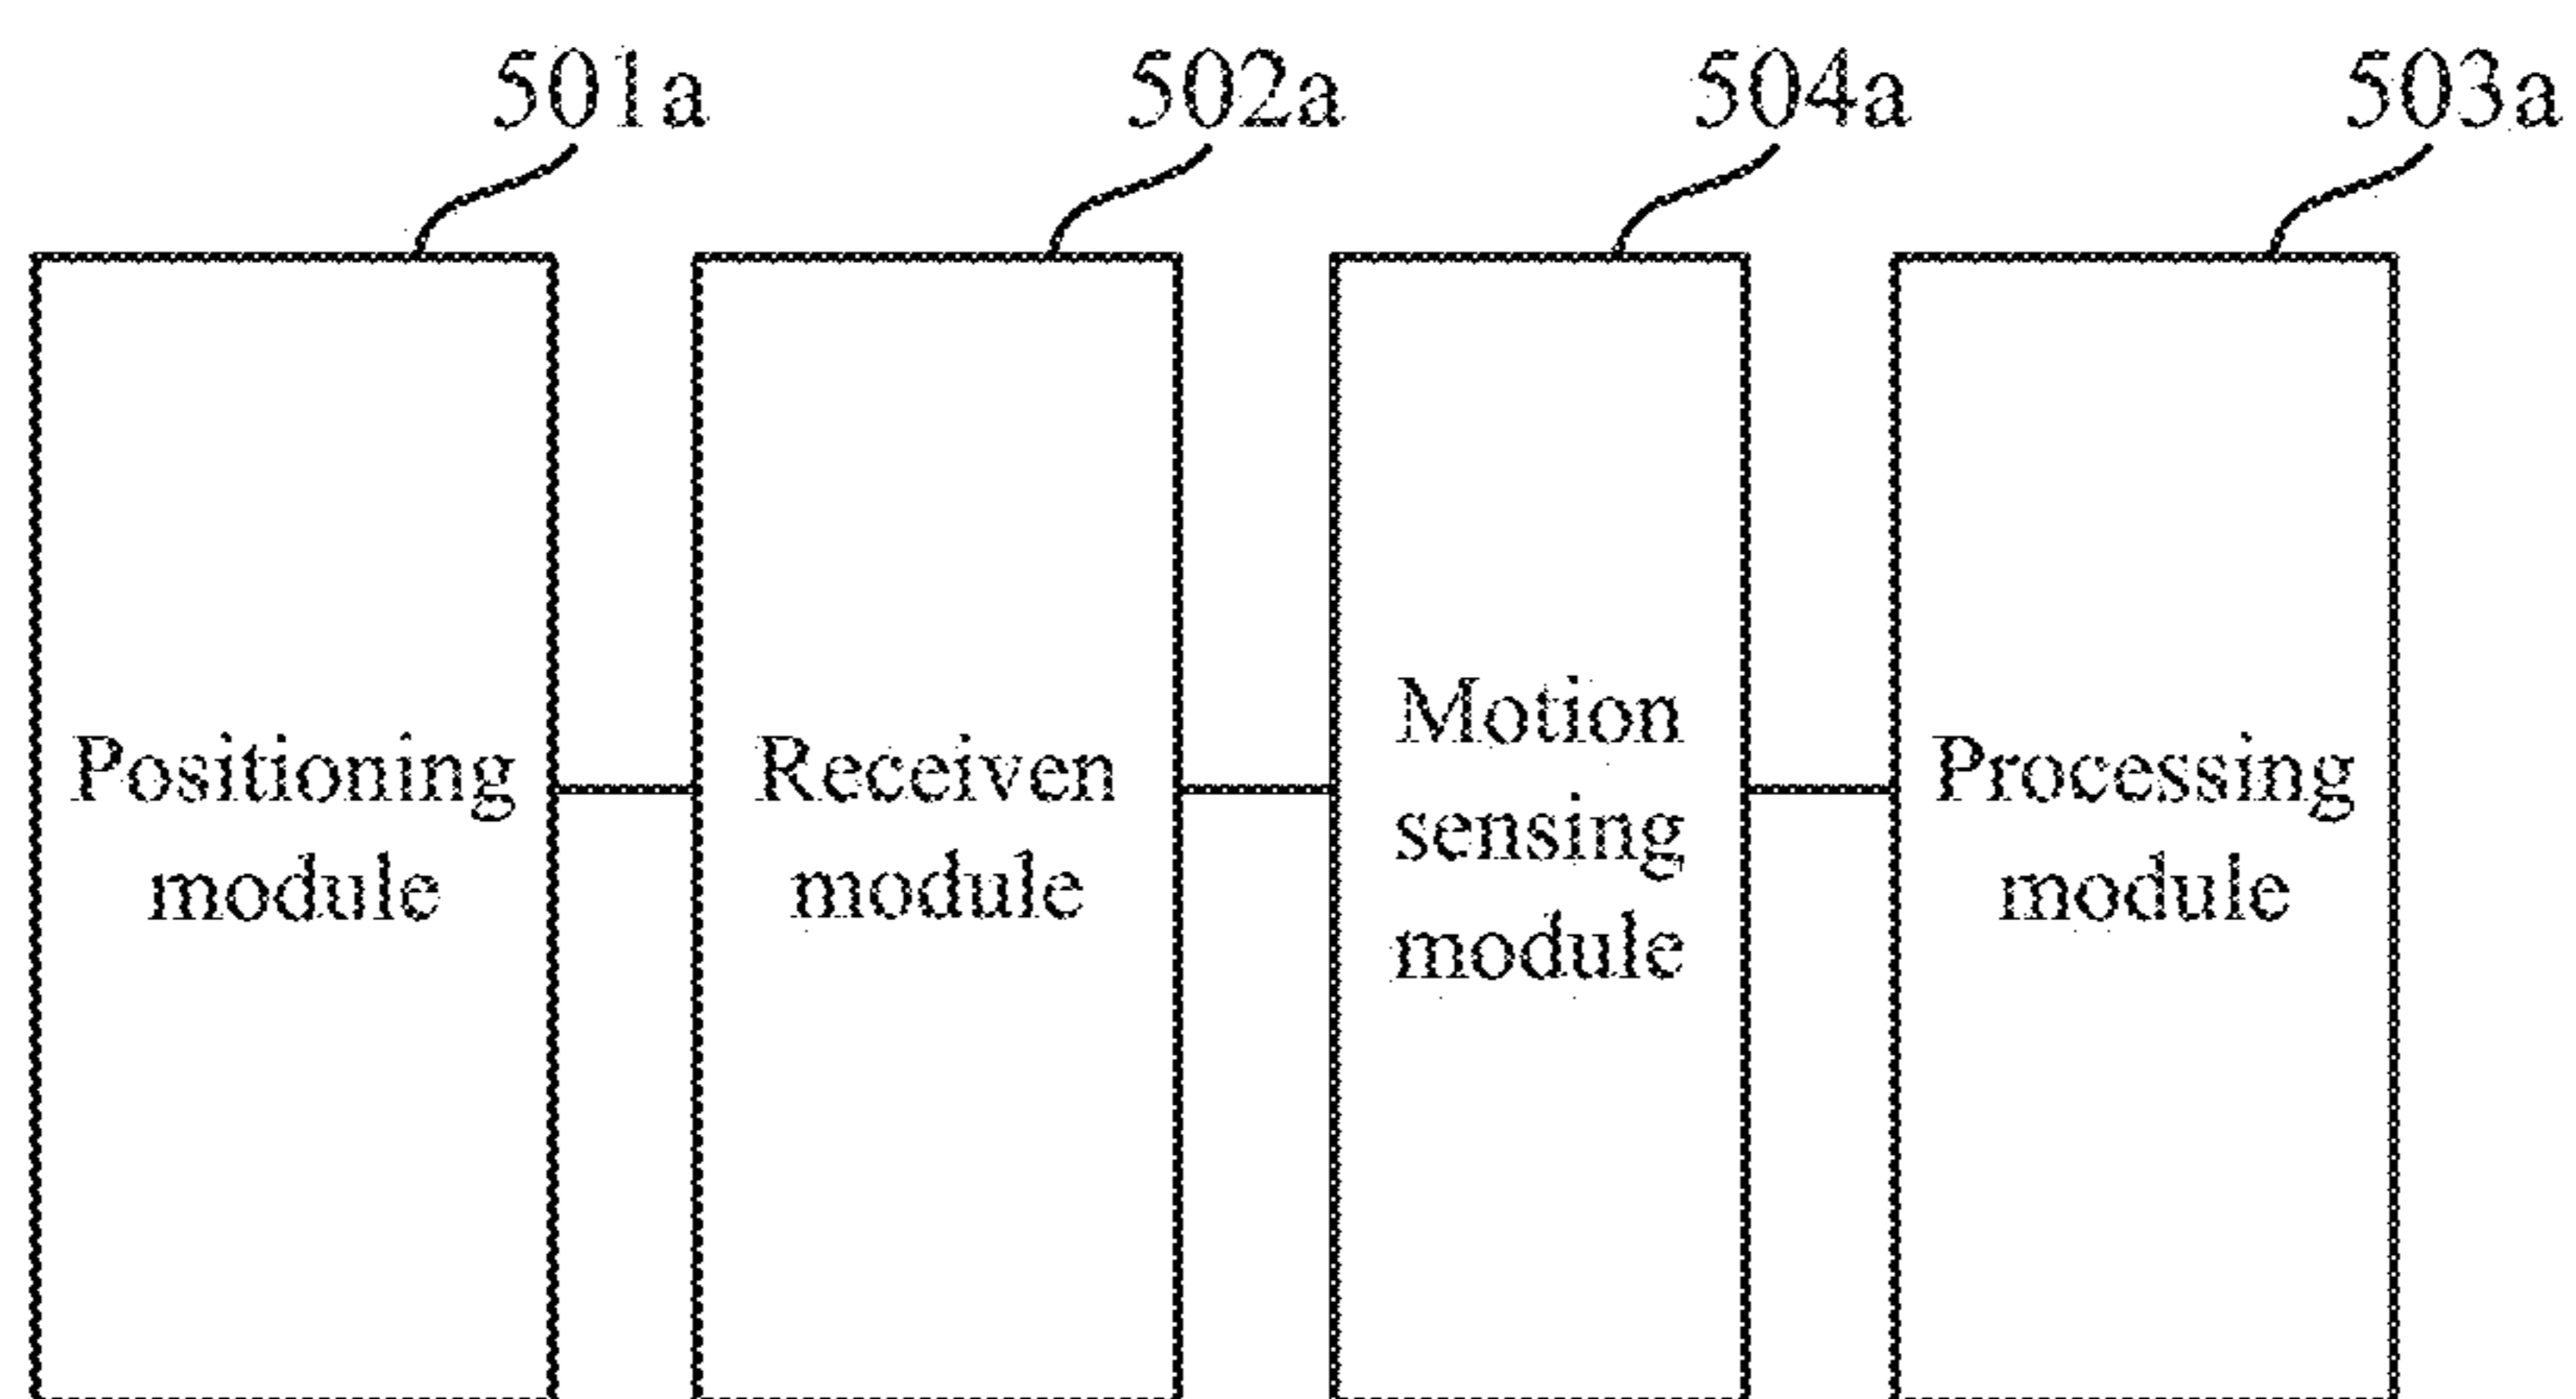 501a
502a
504a
503a
Positioning
module
Receiven
module
Motion
sensing
module
Processing
module